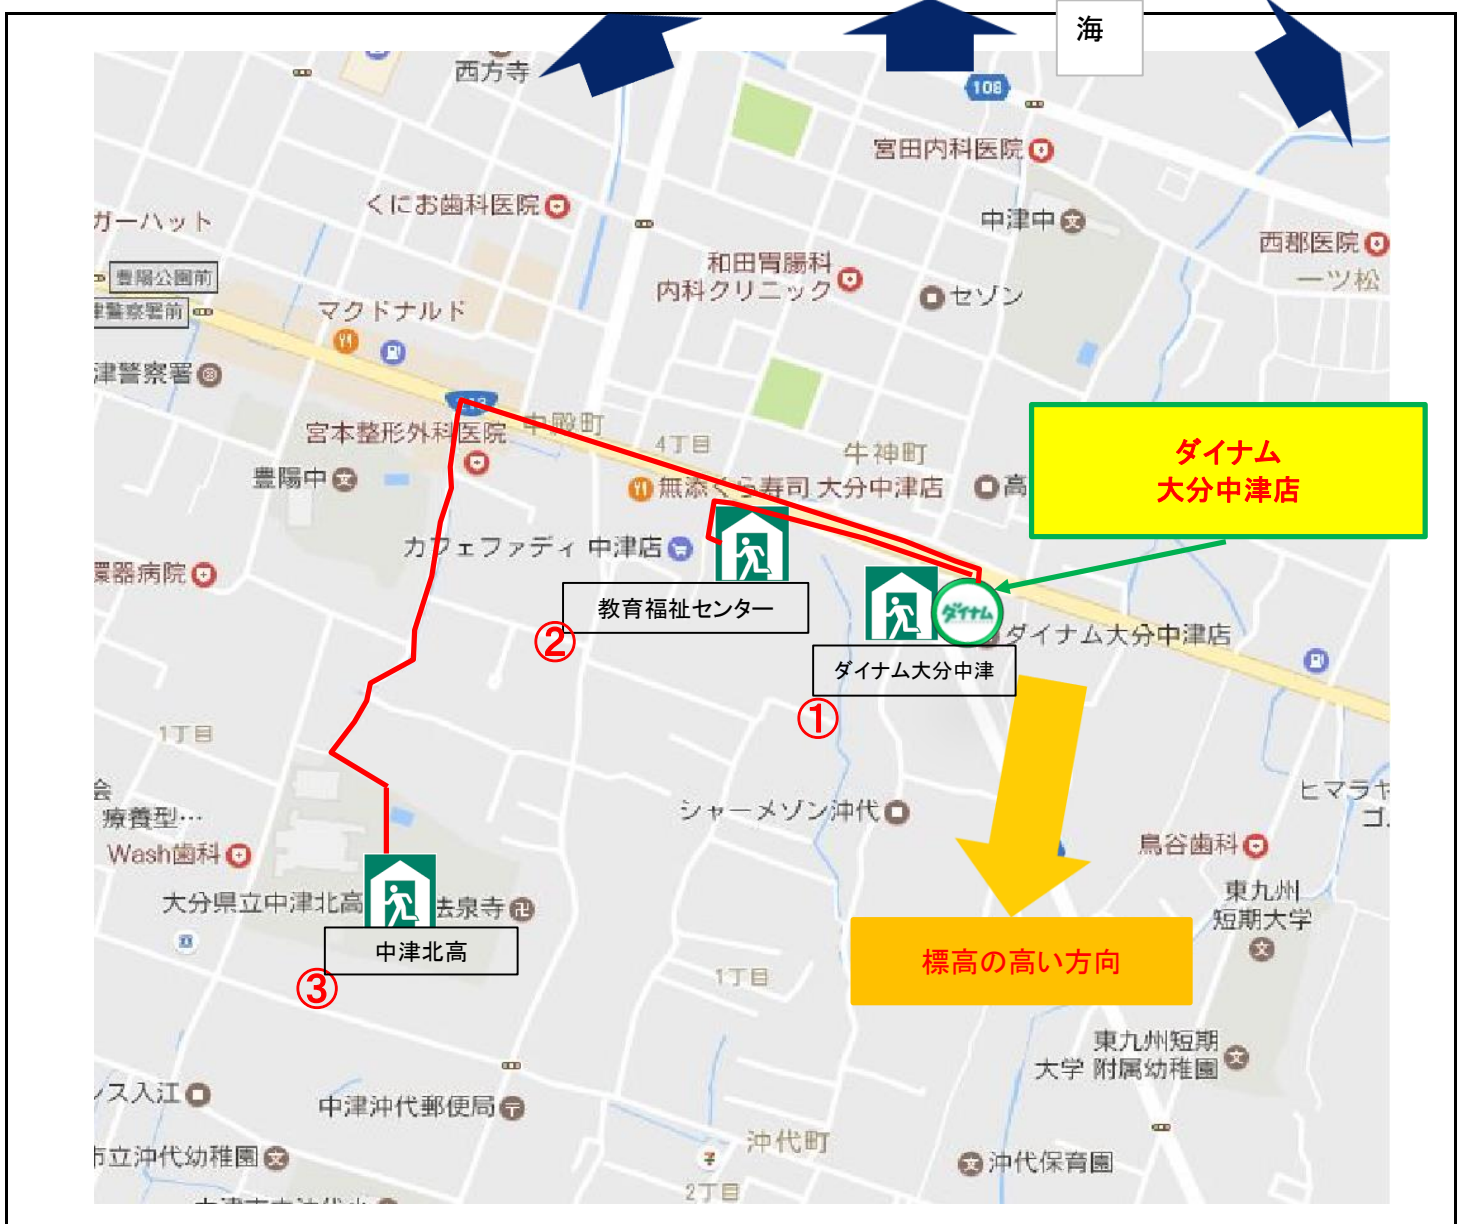 海
西方寺
108
宮田内科医院
くにお歯科医院
中津中
ガーハット
西郡医院
一ツ松
和田胃腸科
内科クリニック
豊陽公園前
セゾン
津警察署前
マクドナルド
津警察署
中殿町
宮本整形外科医院
4丁目
牛神町
ダイナム
大分中津店
豊陽中
無添くら寿司 大分中津店
高
カフェファディ 中津店
環器病院
教育福祉センター
②
ダイナム
ダイナム大分中津店
ダイナム大分中津
①
1丁目
会
療養型…
シャーメゾン沖代
ヒマラヤ
ゴ.
Wash歯科
鳥谷歯科
大分県立中津北高
法泉寺
東九州
短期大学
中津北高
標高の高い方向
③
1丁目
東九州短期
大学 附属幼稚園
ンス入江
中津沖代郵便局
沖代町
市立沖代幼稚園
沖代保育園
2丁目